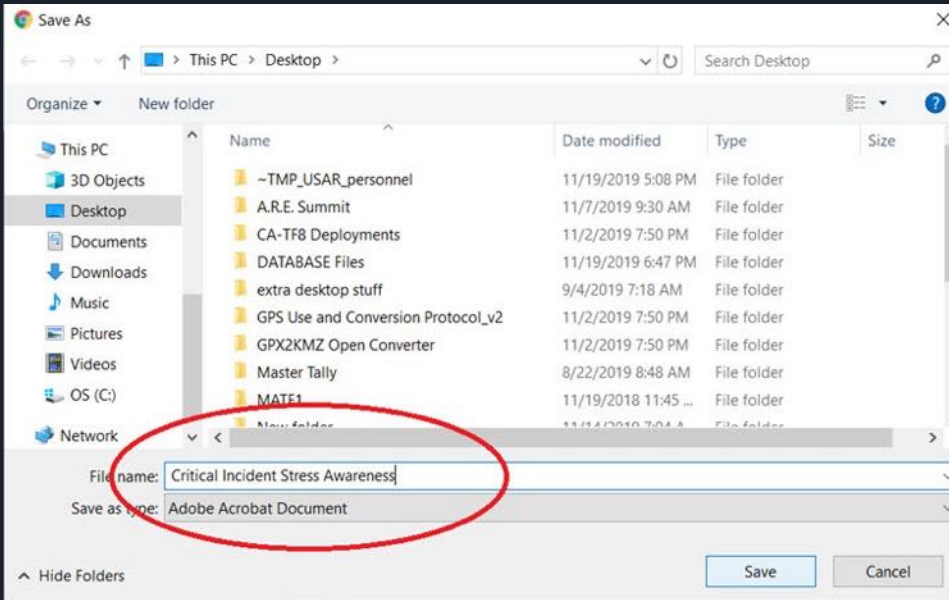 Save As
This PC > Desktop >
Search Desktop
Organize
New folder
?
Name
Date modified
Type
Size
This PC
3D Objects
Desktop
Documents
Downloads
Music
Pictures
Videos
OS (C:)
Network
~TMP_USAR_personnel 11/19/2019 5:08 PM File folder
A.R.E. Summit 11/7/2019 9:30 AM File folder
CA-TF8 Deployments 11/2/2019 7:50 PM File folder
DATABASE Files 11/19/2019 6:47 PM File folder
extra desktop stuff 9/4/2019 7:18 AM File folder
GPS Use and Conversion Protocol_v2 11/2/2019 7:50 PM File folder
GPX2KMZ Open Converter 11/2/2019 7:50 PM File folder
Master Tally 8/22/2019 8:48 AM File folder
MATF1 11/19/2018 11:45 ... File folder
New folder File folder
File name: Critical Incident Stress Awareness
Save as type: Adobe Acrobat Document
Hide Folders
Save
Cancel